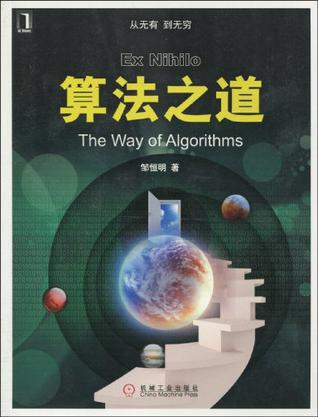 从无有 到无穷
Ex Nihilo
算法之道
The Way of Algorithms
邹恒明 著
机械工业出版社
China Machine Press